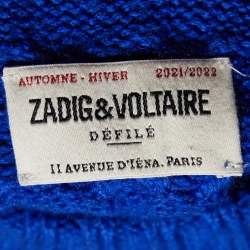 AUTOMNE - HIVER 2021/2022
ZADIG&VOLTAIRE
DÉFILÉ
11 AVENUE D'IÉNA. PARIS